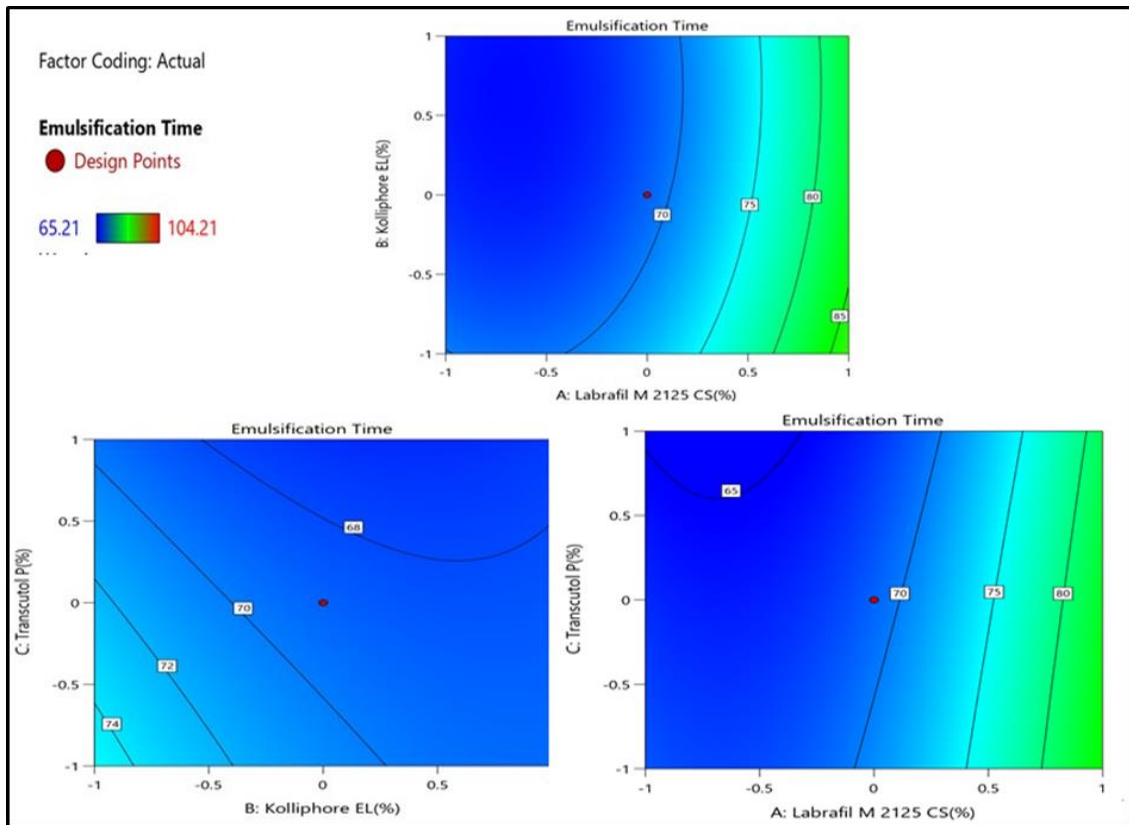 Factor Coding: Actual
Emulsification Time
Design Points
65.21 104.21
Emulsification Time
1
0.5
0
-0.5
-1
B: Kolliphore EL(%)
70
75
80
85
-1 -0.5 0 0.5 1
A: Labrafil M 2125 CS(%)
Emulsification Time
1
0.5
0
-0.5
-1
C: Transcutol P(%)
68
70
72
74
-1 -0.5 0 0.5
B: Kolliphore EL(%)
Emulsification Time
1
0.5
0
-0.5
-1
C: Transcutol P(%)
65
70
75
80
-1 -0.5 0 0.5 1
A: Labrafil M 2125 CS(%)